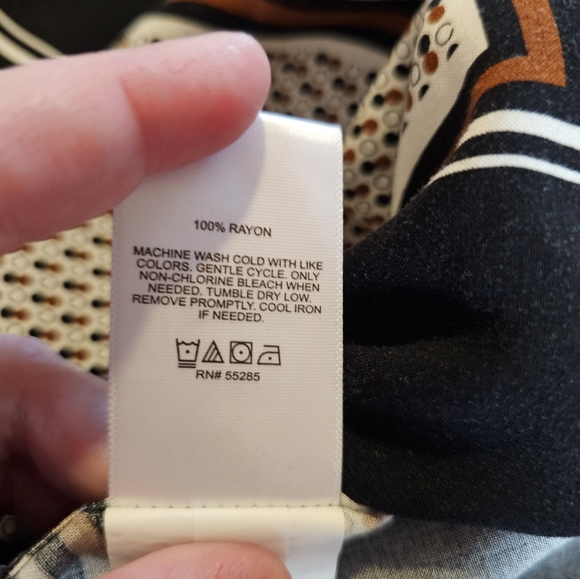 100% RAYON
MACHINE WASH COLD WITH LIKE
COLORS. GENTLE CYCLE. ONLY
NON-CHLORINE BLEACH WHEN
NEEDED. TUMBLE DRY LOW.
REMOVE PROMPTLY. COOL IRON
IF NEEDED.
RN# 55285